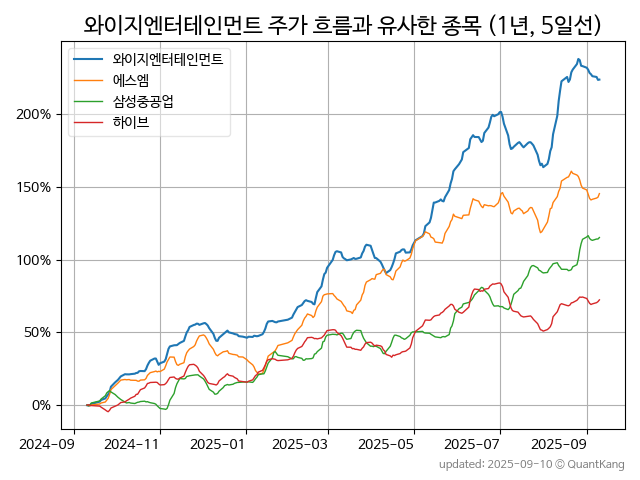 와이지엔터테인먼트 주가 흐름과 유사한 종목 (1년, 5일선)
와이지엔터테인먼트
에스엠
삼성중공업
하이브
200%
150%
100%
50%
0%
2024-09 2024-11 2025-01 2025-03 2025-05 2025-07 2025-09
updated: 2025-09-10 © QuantKang